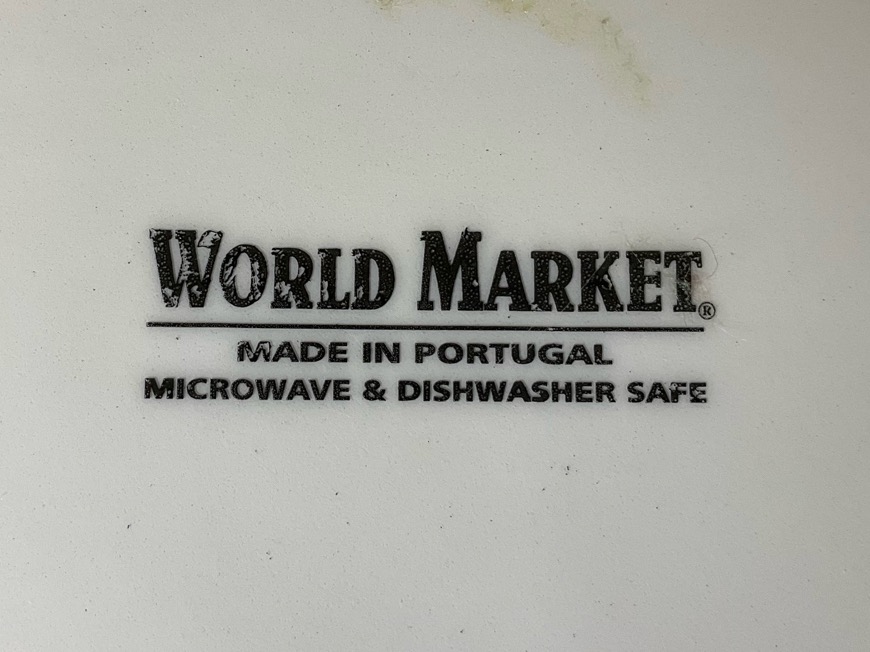 WORLD MARKET®
MADE IN PORTUGAL
MICROWAVE & DISHWASHER SAFE